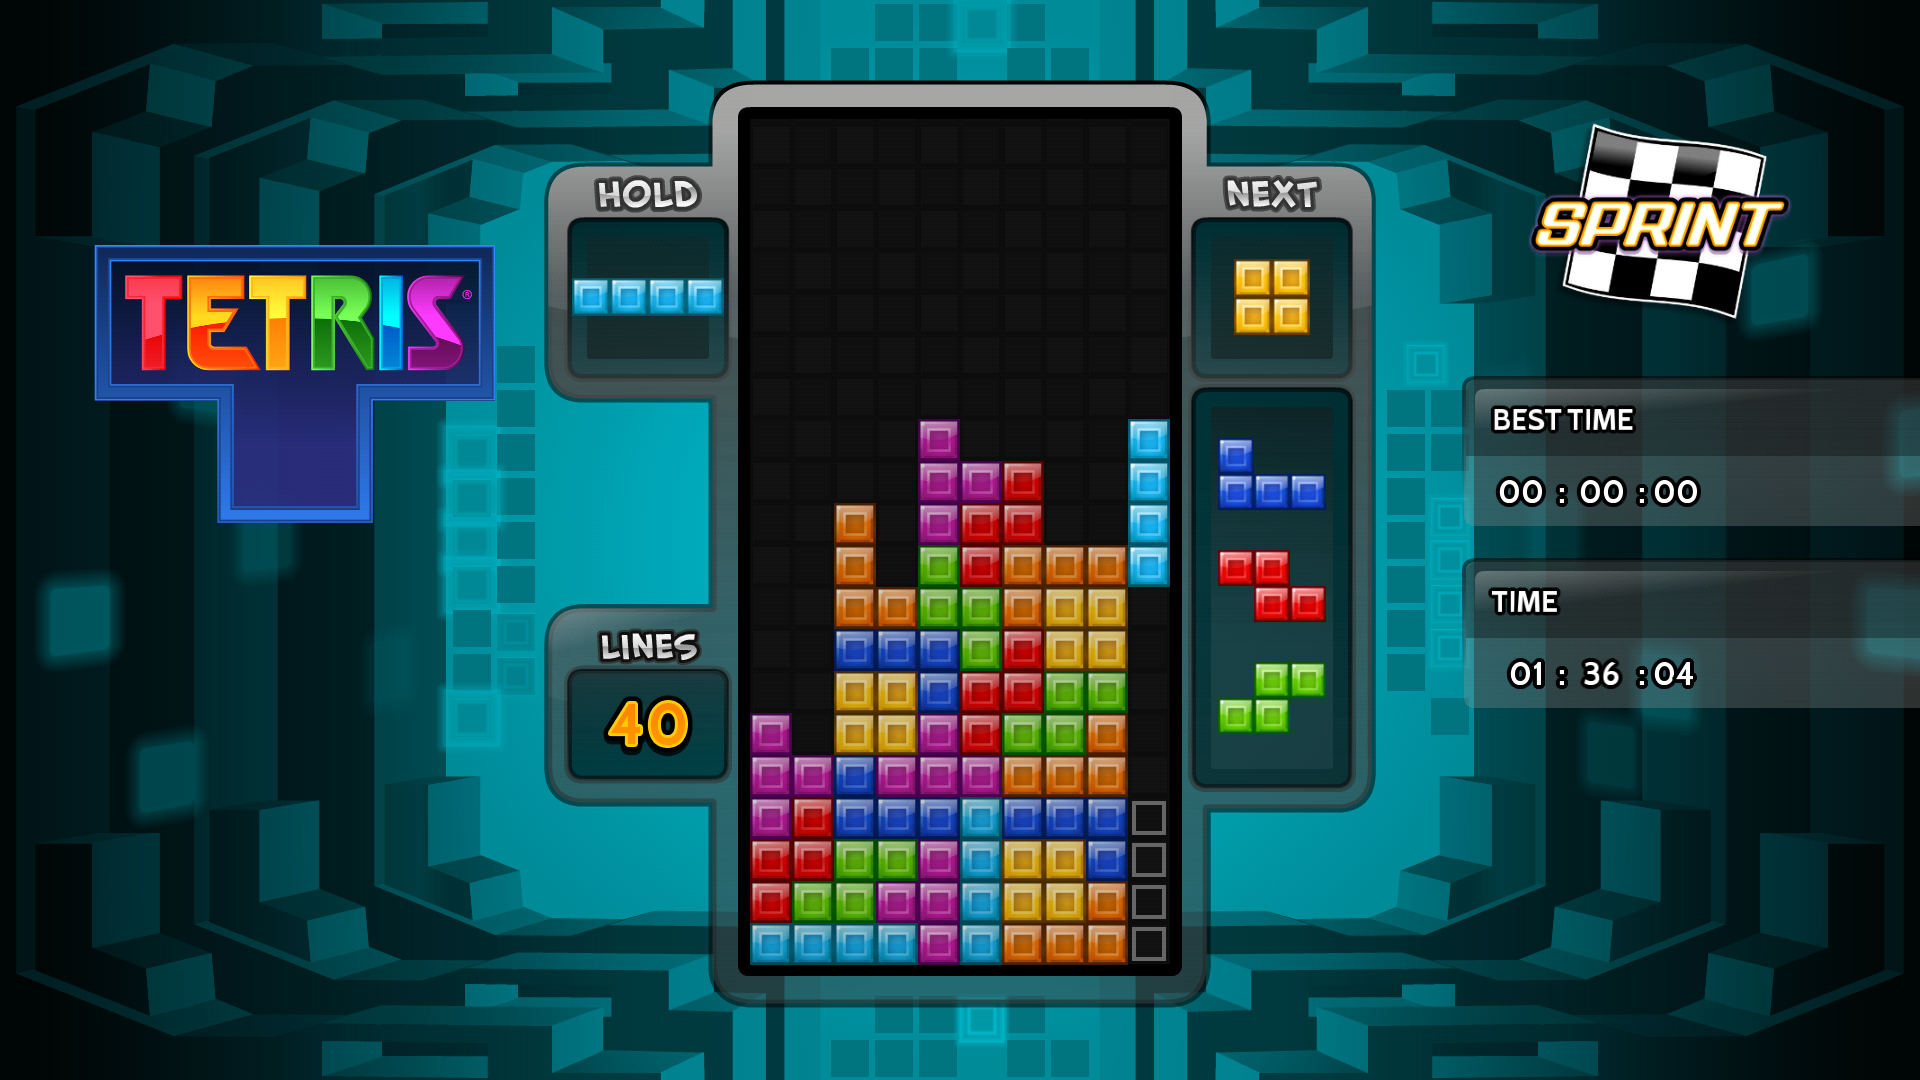 HOLD
NEXT
SPRINT
TETRIS®
BEST TIME
00 : 00 : 00
TIME
LINES
01 : 36 : 04
40